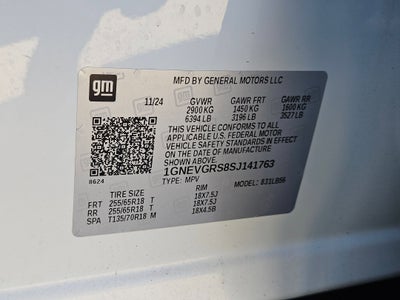 gm
MFD BY GENERAL MOTORS LLC
11/24 GVWR GAWR FRT GAWR RR
2900 KG 1450 KG 1600 KG
6394 LB 3196 LB 3527 LB
THIS VEHICLE CONFORMS TO ALL
APPLICABLE U.S. FEDERAL MOTOR
VEHICLE SAFETY STANDARDS IN EFFECT
ON THE DATE OF MANUFACTURE
SHOWN ABOVE.
1GNEVGRS8SJ141763
8624 TYPE: MPV MODEL: 831LB56
TIRE SIZE RIM
FRT 255/65R18 T 18X7.5J
RR 255/65R18 T 18X7.5J
SPA T135/70R18 M 18X4.5B